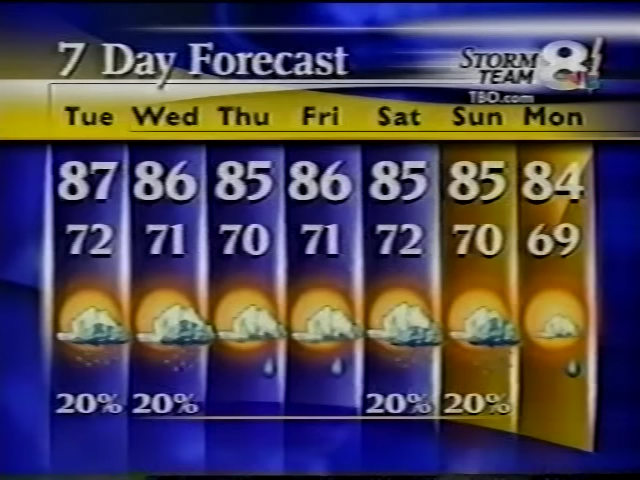 7 Day Forecast
STORM TEAM 8
TBO.com
Tue Wed Thu Fri Sat Sun Mon
87 86 85 86 85 85 84
72 71 70 71 72 70 69
20% 20% 20% 20%